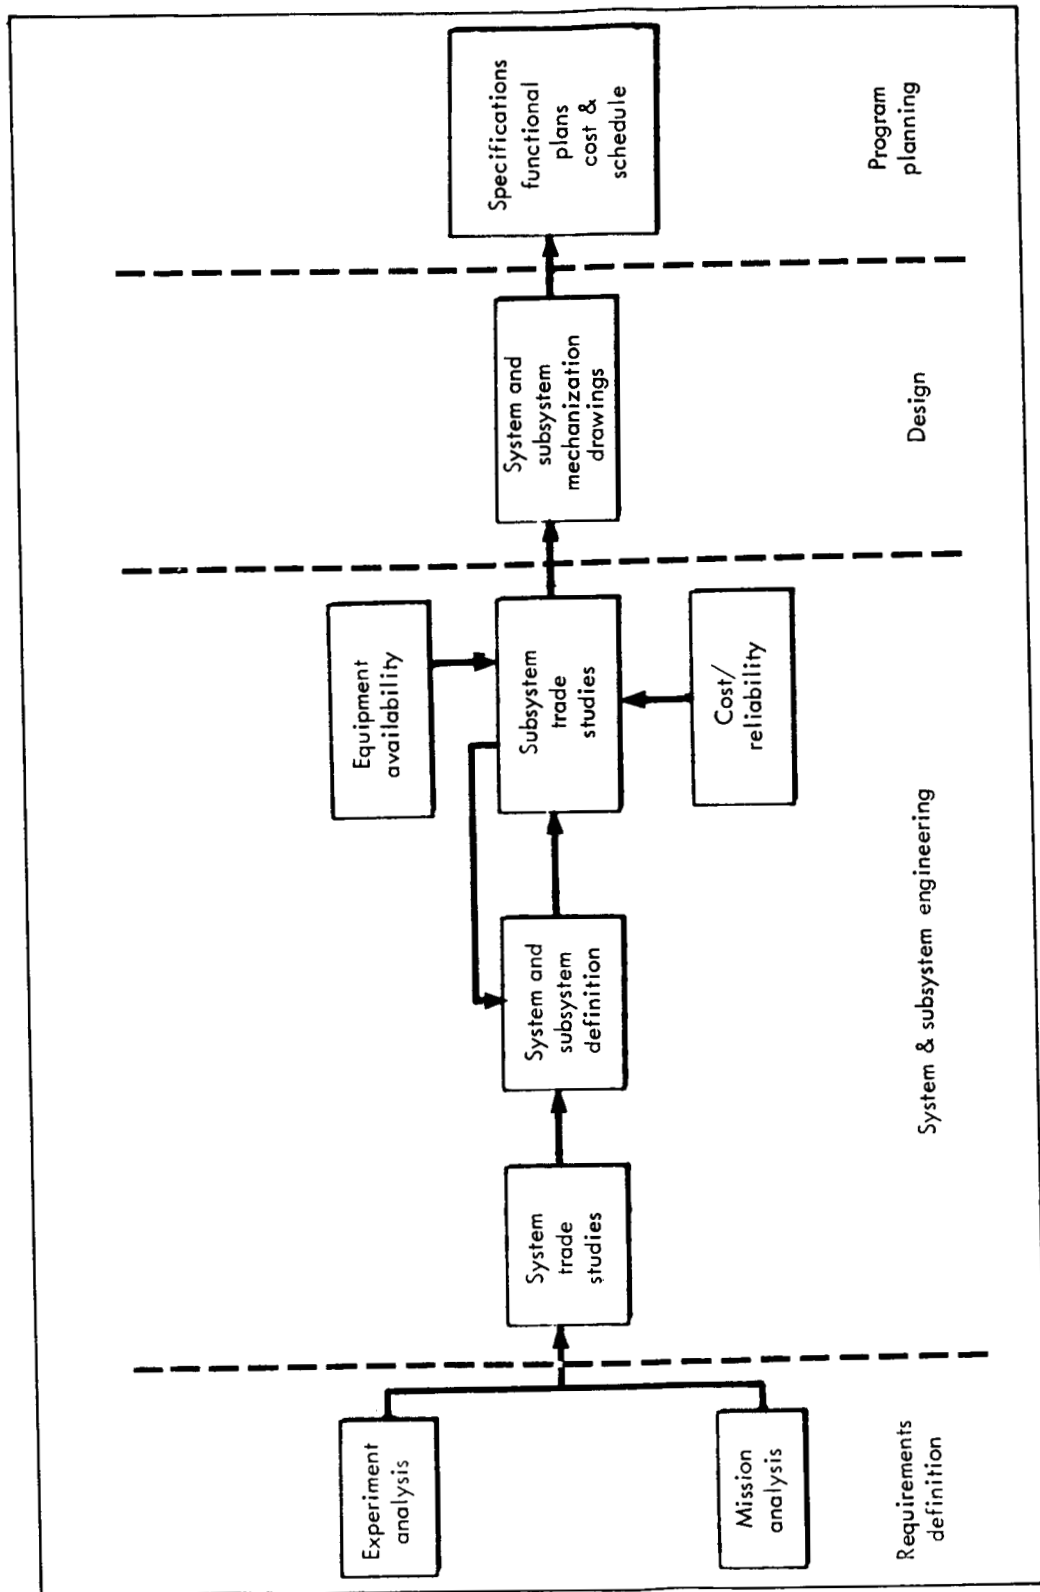 Experiment
analysis
Mission
analysis
Requirements
definition
System
trade
studies
System and
subsystem
definition
Equipment
availability
Subsystem
trade
studies
Cost/
reliability
System & subsystem engineering
System and
subsystem
mechanization
drawings
Design
Specifications
functional
plans
cost &
schedule
Program
planning